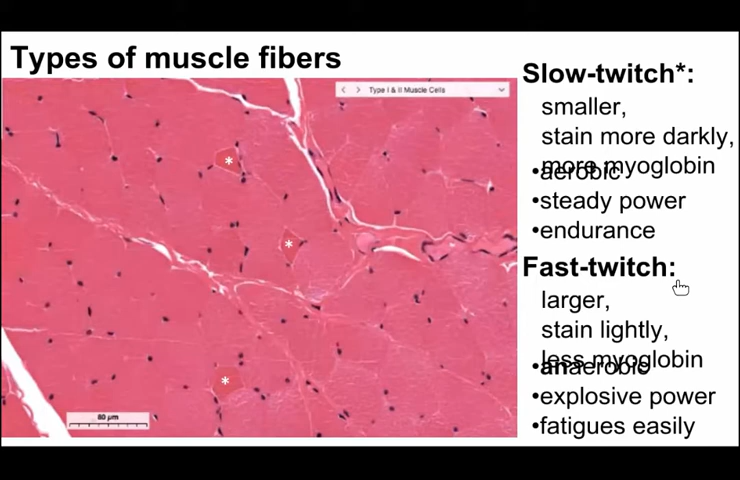 Types of muscle fibers
Type I & II Muscle Cells
*
*
*
80 µm
Slow-twitch*:
smaller,
stain more darkly,
more myoglobin
•aerobic
•steady power
•endurance
Fast-twitch:
larger,
stain lightly,
less myoglobin
•anaerobic
•explosive power
•fatigues easily